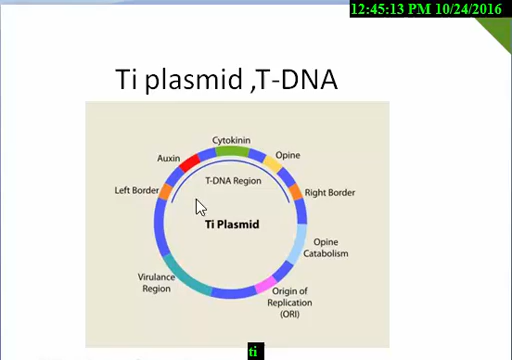 12:45:13 PM 10/24/2016
Ti plasmid ,T-DNA
Cytokinin
Auxin
Opine
T-DNA Region
Left Border
Right Border
Ti Plasmid
Opine
Catabolism
Virulance
Region
Origin of
Replication
(ORI)
ti